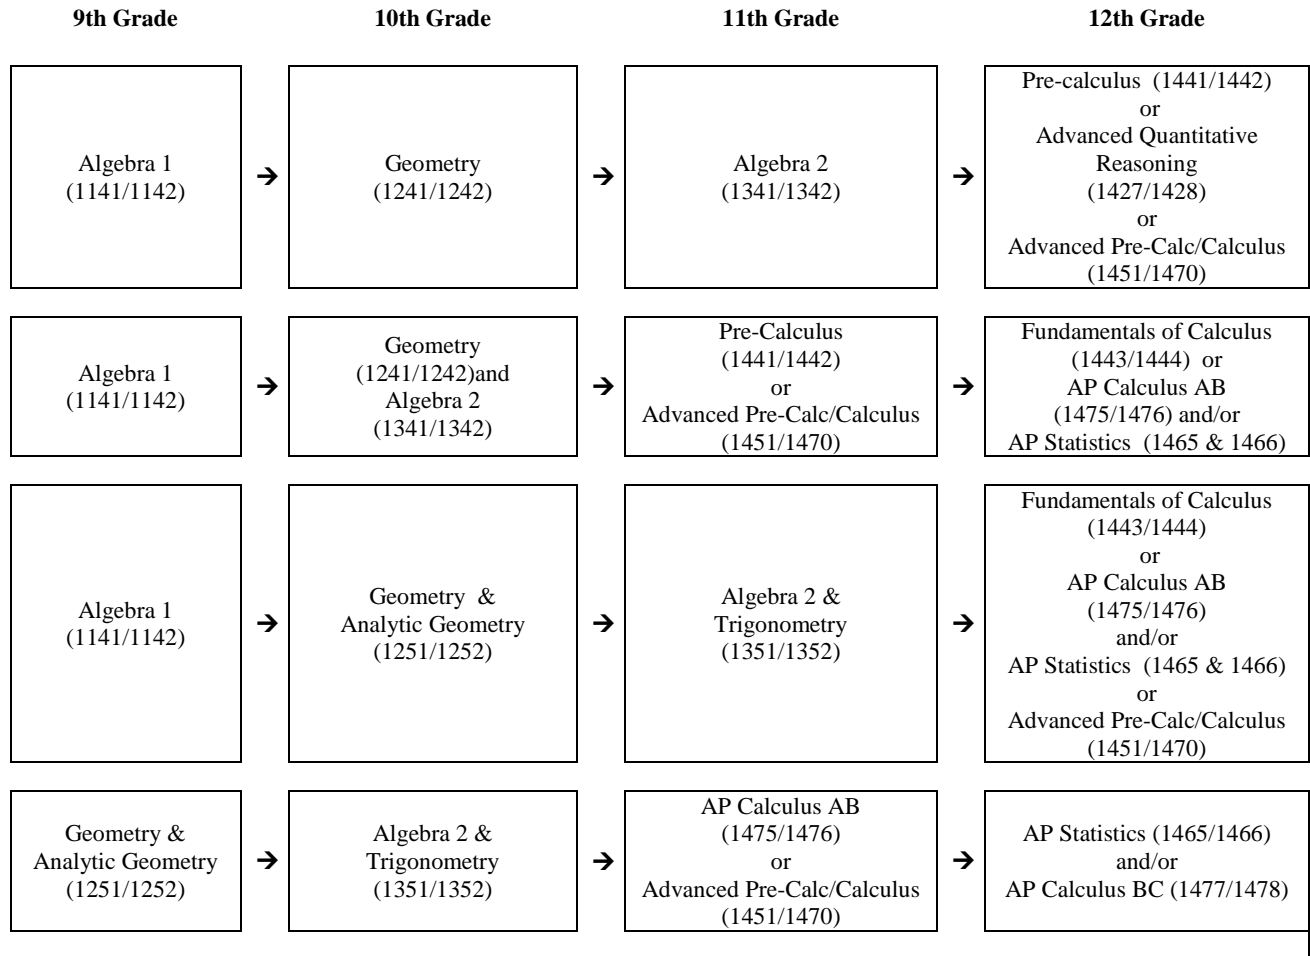 9th Grade 10th Grade 11th Grade 12th Grade
Algebra 1
(1141/1142)
➔
Geometry
(1241/1242)
➔
Algebra 2
(1341/1342)
➔
Pre-calculus (1441/1442)
or
Advanced Quantitative
Reasoning
(1427/1428)
or
Advanced Pre-Calc/Calculus
(1451/1470)
Algebra 1
(1141/1142)
➔
Geometry
(1241/1242)and
Algebra 2
(1341/1342)
➔
Pre-Calculus
(1441/1442)
or
Advanced Pre-Calc/Calculus
(1451/1470)
➔
Fundamentals of Calculus
(1443/1444) or
AP Calculus AB
(1475/1476) and/or
AP Statistics (1465 & 1466)
Algebra 1
(1141/1142)
➔
Geometry &
Analytic Geometry
(1251/1252)
➔
Algebra 2 &
Trigonometry
(1351/1352)
➔
Fundamentals of Calculus
(1443/1444)
or
AP Calculus AB
(1475/1476)
and/or
AP Statistics (1465 & 1466)
or
Advanced Pre-Calc/Calculus
(1451/1470)
Geometry &
Analytic Geometry
(1251/1252)
➔
Algebra 2 &
Trigonometry
(1351/1352)
➔
AP Calculus AB
(1475/1476)
or
Advanced Pre-Calc/Calculus
(1451/1470)
➔
AP Statistics (1465/1466)
and/or
AP Calculus BC (1477/1478)